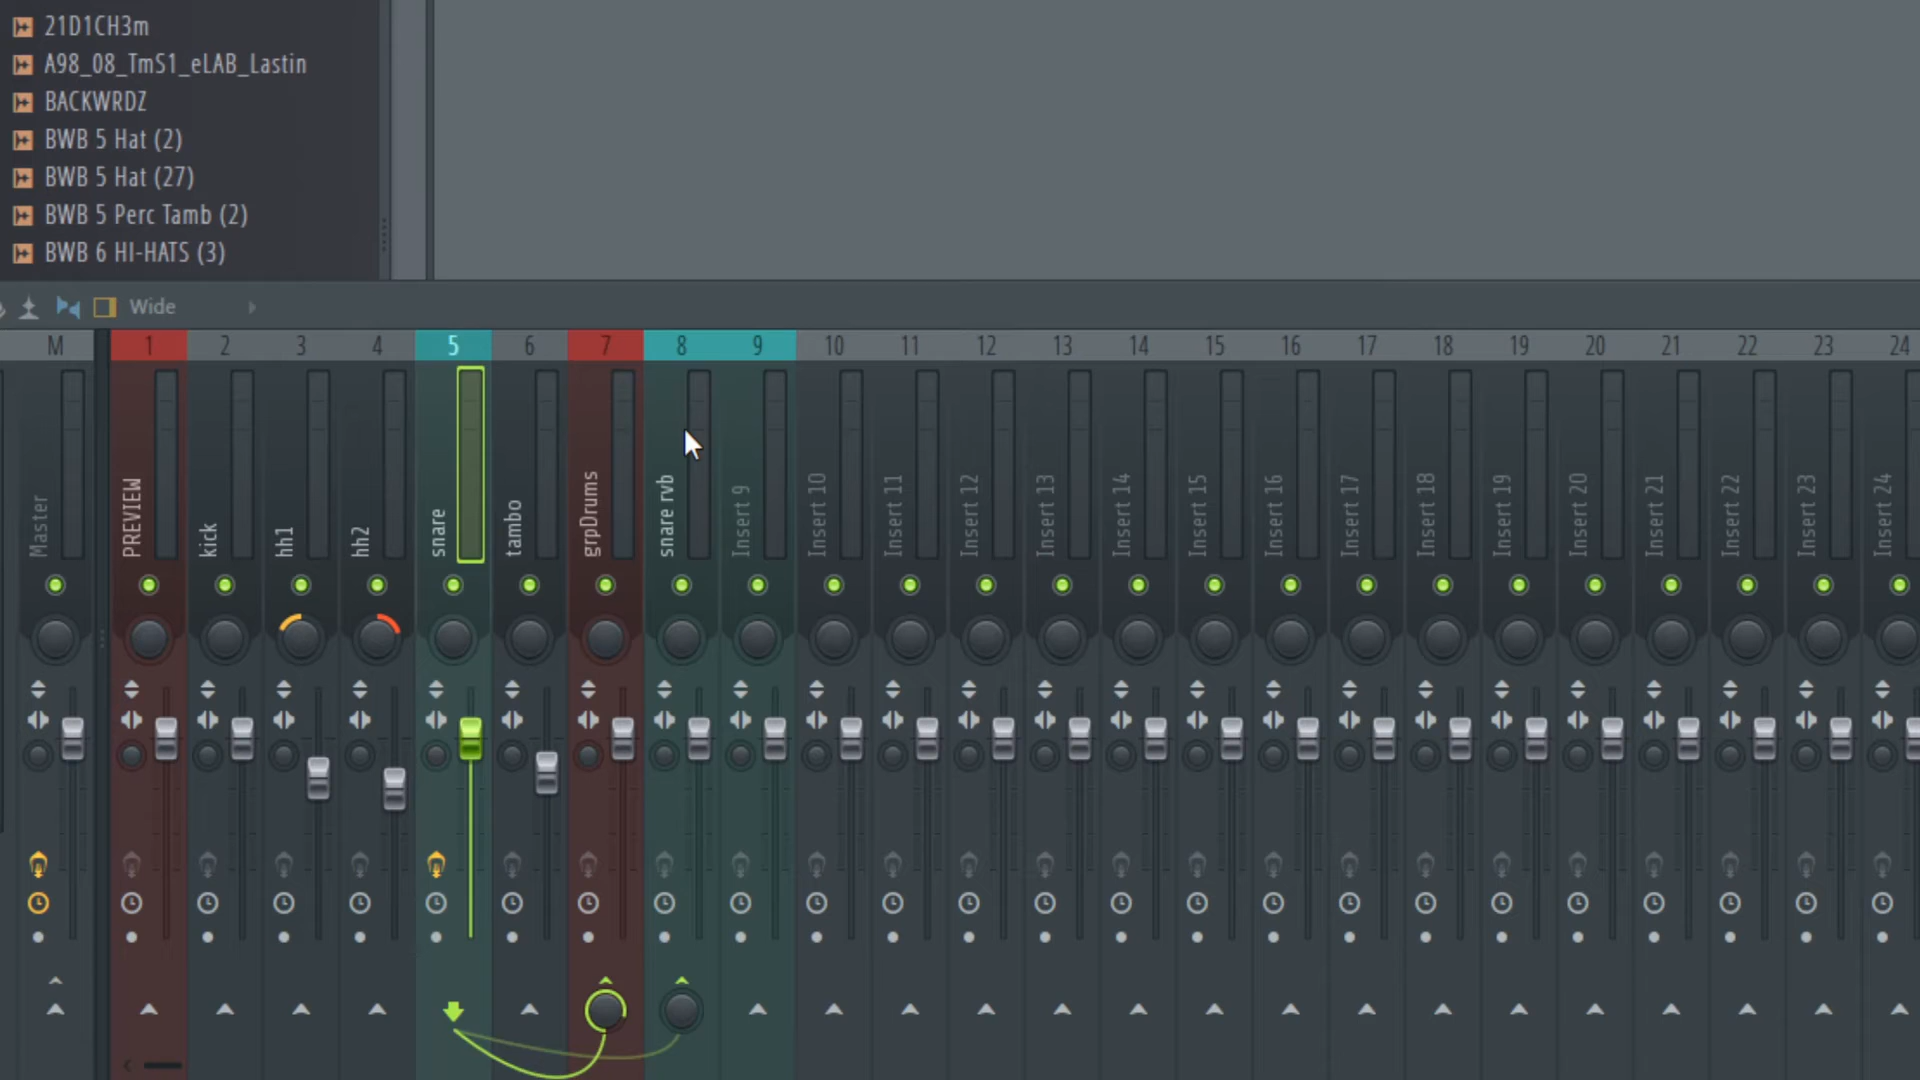 21D1CH3m
A98_08_TmS1_eLAB_Lastin
BACKWRDZ
BWB 5 Hat (2)
BWB 5 Hat (27)
BWB 5 Perc Tamb (2)
BWB 6 HI-HATS (3)
Wide
M 1 2 3 4 5 6 7 8 9 10 11 12 13 14 15 16 17 18 19 20 21 22 23 24
Master
PREVIEW
kick
hh1
hh2
snare
tambo
grpDrums
snare rvb
Insert 9
Insert 10
Insert 11
Insert 12
Insert 13
Insert 14
Insert 15
Insert 16
Insert 17
Insert 18
Insert 19
Insert 20
Insert 21
Insert 22
Insert 23
Insert 24